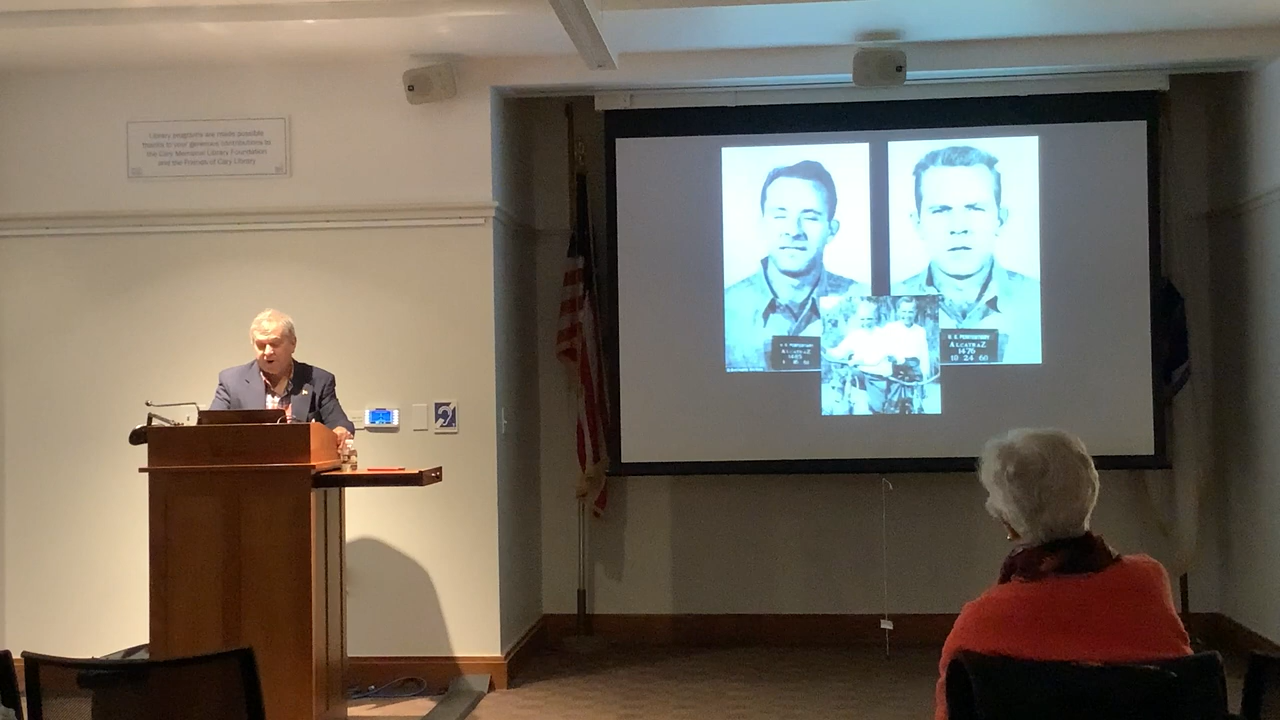 Library programs are made possible
thanks to your generous contributions to
the Cary Memorial Library Foundation
and the Friends of Cary Library
U. S. PENITENTIARY
ALCATRAZ
1485
U. S. PENITENTIARY
ALCATRAZ
1476
10 24 60